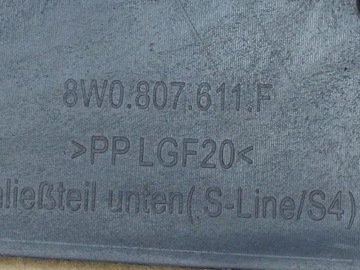 8W0.807.611.F
>PP LGF20<
ließteil unten( S-Line/S4)